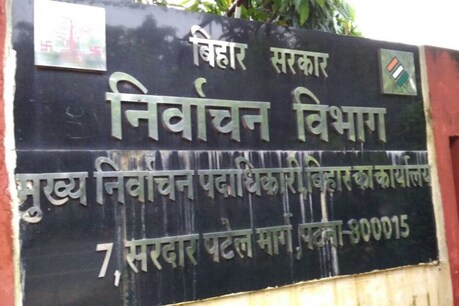 बिहार सरकार
निर्वाचन विभाग
मुख्य निर्वाचन पदाधिकारी, बिहार का कार्यालय
7, सरदार पटेल मार्ग, पटना-800015